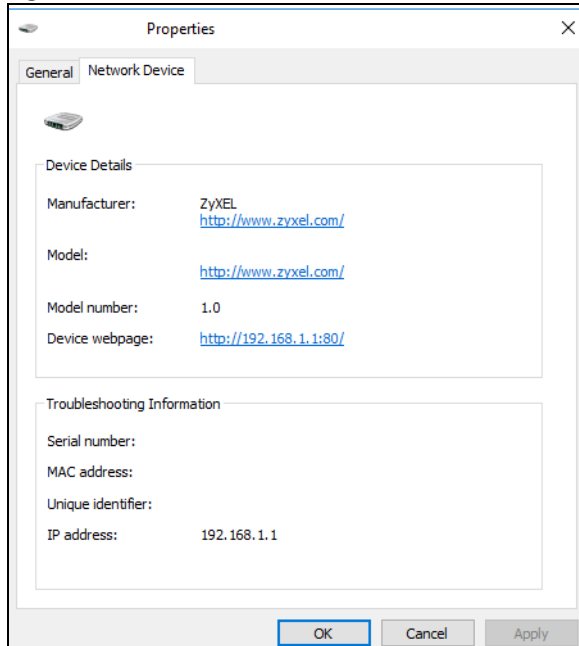 Properties
General Network Device
Device Details
Manufacturer: ZyXEL
http://www.zyxel.com/
Model:
http://www.zyxel.com/
Model number: 1.0
Device webpage: http://192.168.1.1:80/
Troubleshooting Information
Serial number:
MAC address:
Unique identifier:
IP address: 192.168.1.1
OK Cancel Apply